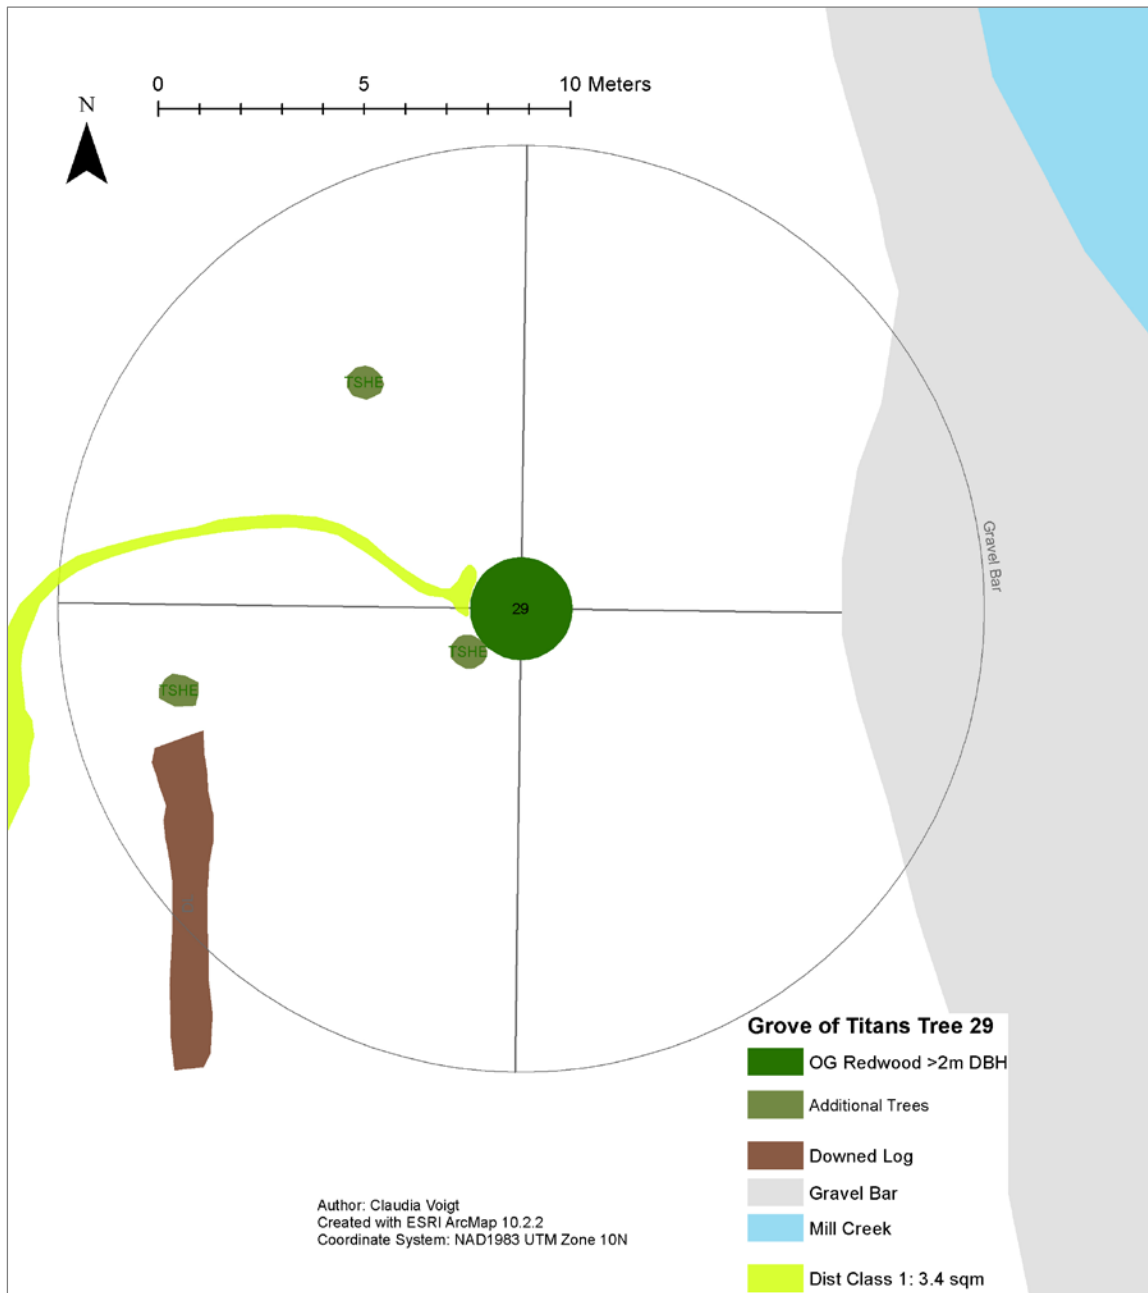 0 5 10 Meters
N
TSHE
Gravel Bar
29
TSHE
TSHE
Grove of Titans Tree 29
OG Redwood >2m DBH
Additional Trees
Downed Log
Gravel Bar
Mill Creek
Dist Class 1: 3.4 sqm
Author: Claudia Voigt
Created with ESRI ArcMap 10.2.2
Coordinate System: NAD1983 UTM Zone 10N